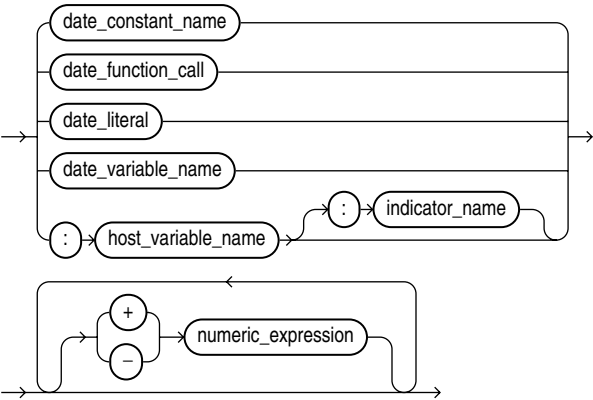 date_constant_name
date_function_call
date_literal
date_variable_name
: indicator_name
: host_variable_name
+
numeric_expression
−